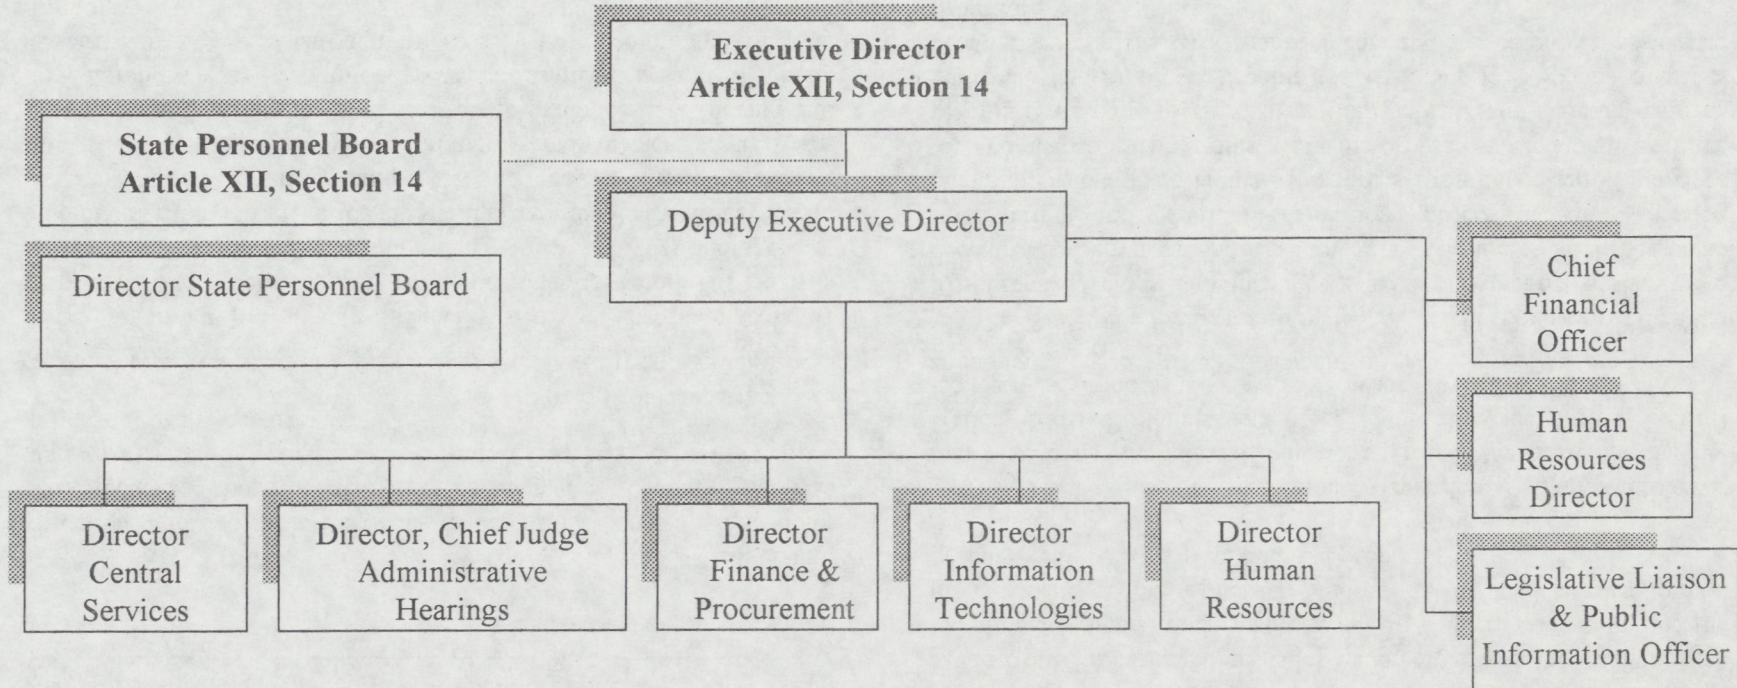 Executive Director
Article XII, Section 14
State Personnel Board
Article XII, Section 14
Deputy Executive Director
Director State Personnel Board
Chief
Financial
Officer
Human
Resources
Director
Legislative Liaison
& Public
Information Officer
Director
Central
Services
Director, Chief Judge
Administrative
Hearings
Director
Finance &
Procurement
Director
Information
Technologies
Director
Human
Resources